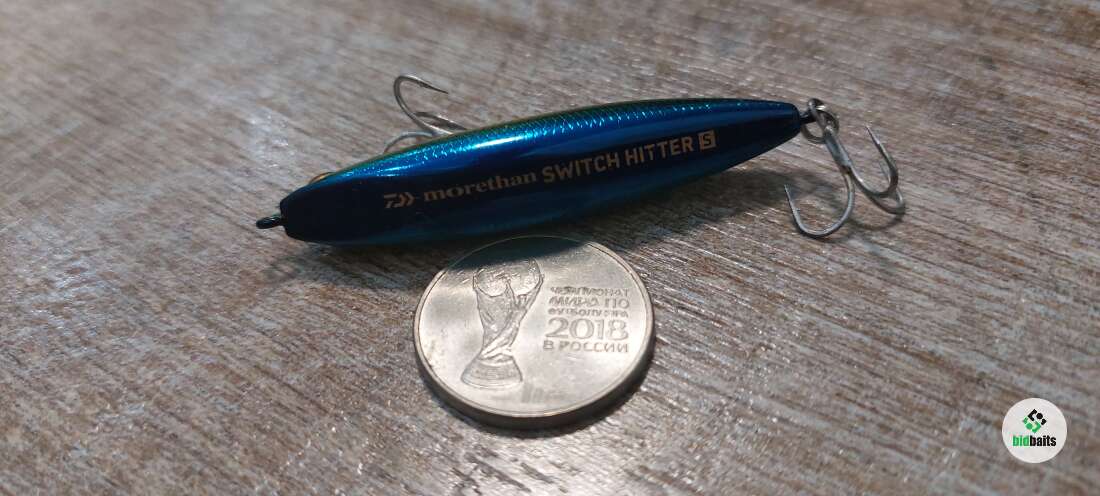 morethan SWITCH HITTER S
ЧЕМПИОНАТ
МИРА ПО
ФУТБОЛУ FIFA
2018
В РОССИИ
bidbaits